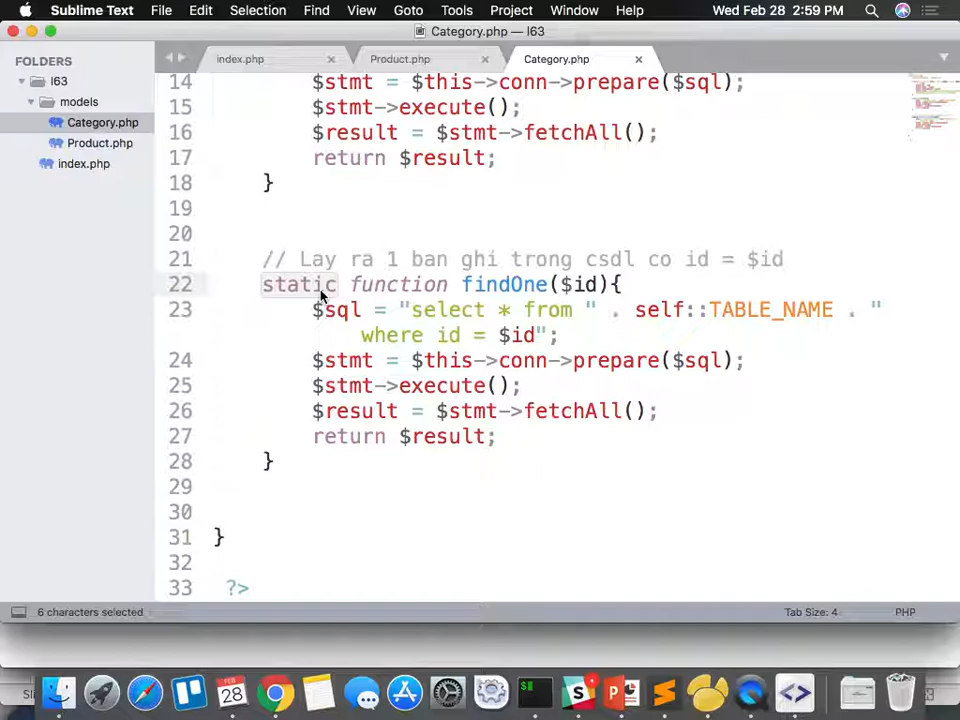 Sublime Text File Edit Selection Find View Goto Tools Project Window Help Wed Feb 28 2:59 PM
Category.php — l63
FOLDERS
l63
models
Category.php
Product.php
index.php
index.php Product.php Category.php
14 $stmt = $this->conn->prepare($sql);
15 $stmt->execute();
16 $result = $stmt->fetchAll();
17 return $result;
18 }
19
20
21 // Lay ra 1 ban ghi trong csdl co id = $id
22 static function findOne($id){
23 $sql = "select * from " . self::TABLE_NAME . "
where id = $id";
24 $stmt = $this->conn->prepare($sql);
25 $stmt->execute();
26 $result = $stmt->fetchAll();
27 return $result;
28 }
29
30
31 }
32
33 ?>
6 characters selected Tab Size: 4 PHP
FEB
28